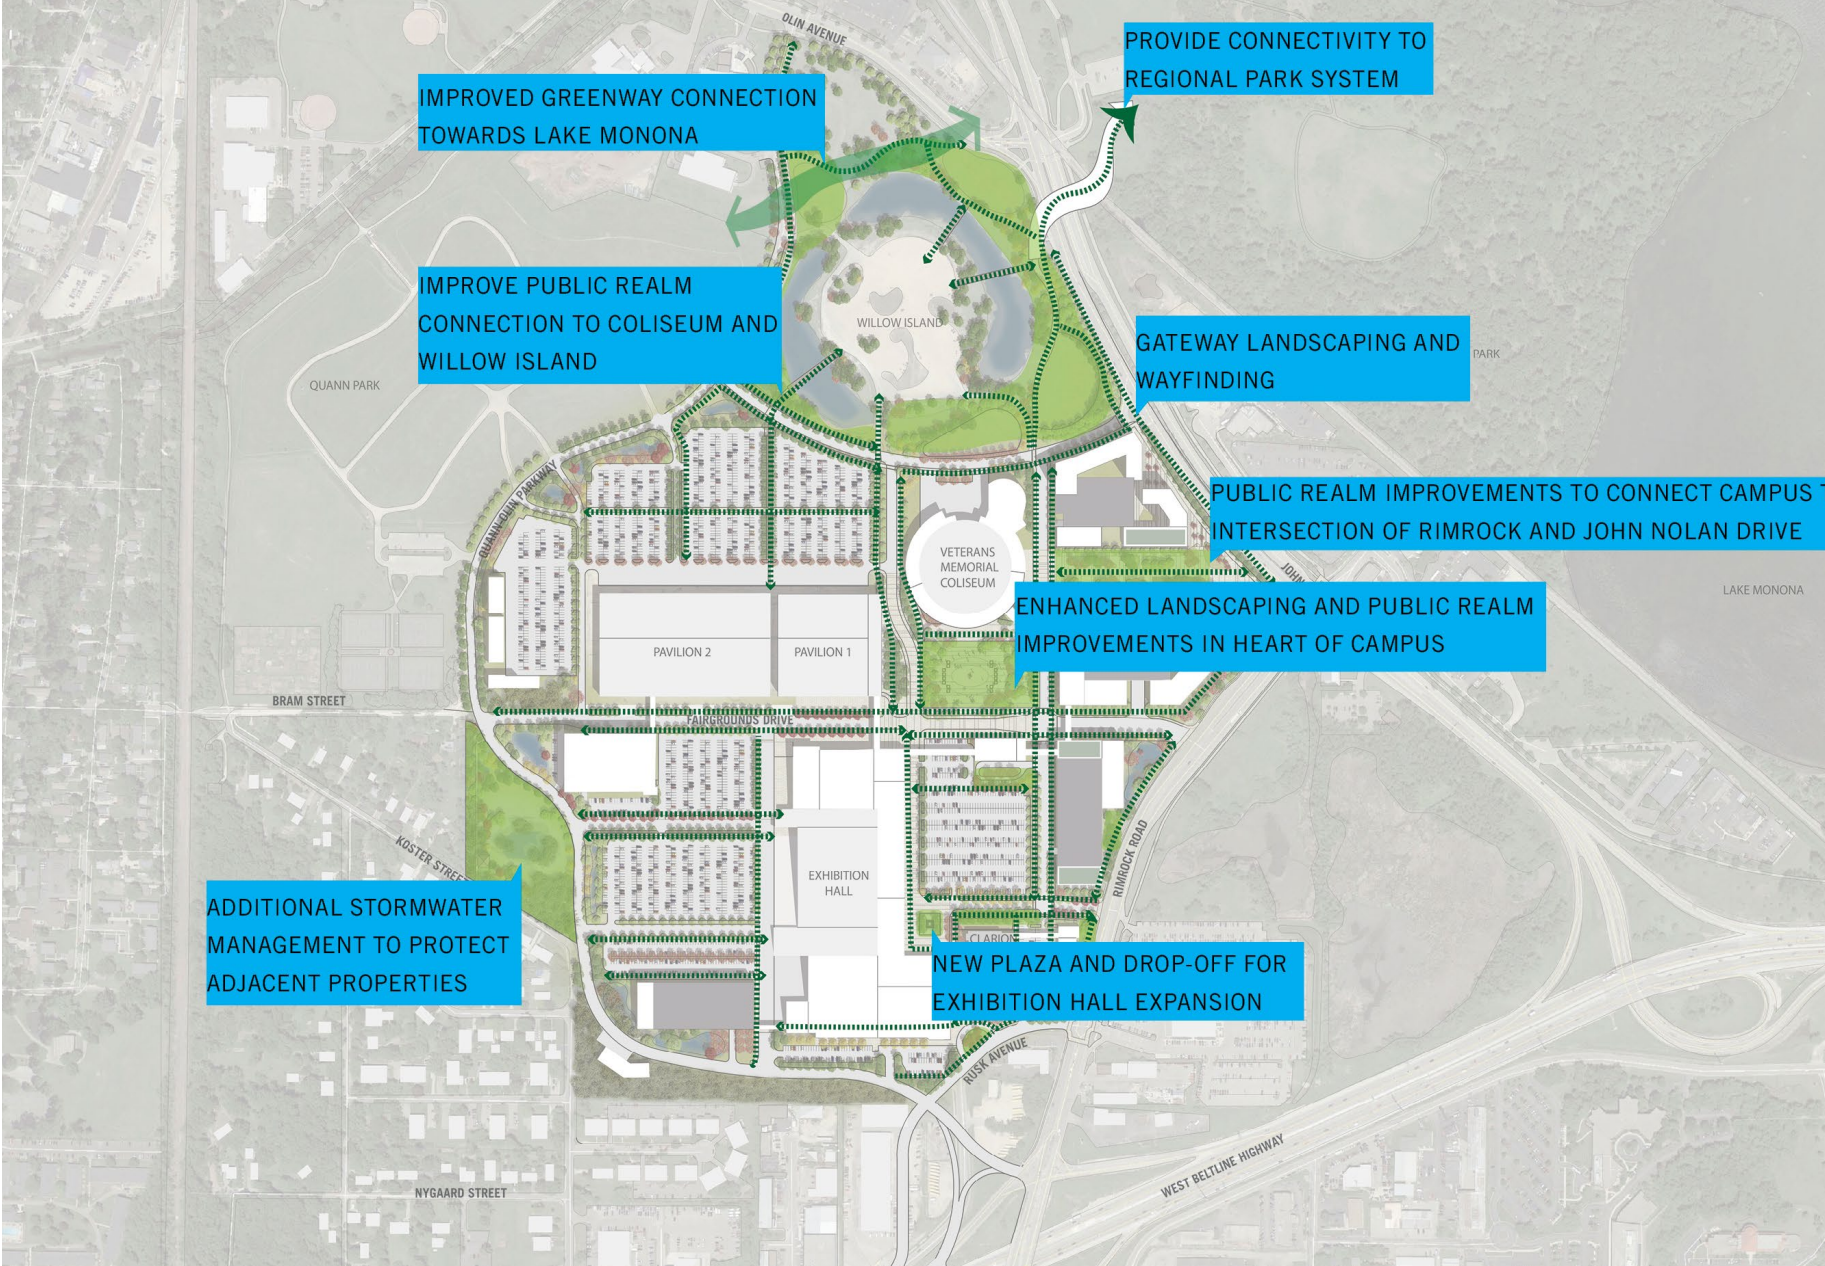 OLIN AVENUE
PROVIDE CONNECTIVITY TO
REGIONAL PARK SYSTEM
IMPROVED GREENWAY CONNECTION
TOWARDS LAKE MONONA
IMPROVE PUBLIC REALM
CONNECTION TO COLISEUM AND
WILLOW ISLAND
WILLOW ISLAND
GATEWAY LANDSCAPING AND
WAYFINDING
PARK
QUANN PARK
QUANN-OLIN PARKWAY
PUBLIC REALM IMPROVEMENTS TO CONNECT CAMPUS T
INTERSECTION OF RIMROCK AND JOHN NOLAN DRIVE
VETERANS
MEMORIAL
COLISEUM
JOHN
LAKE MONONA
ENHANCED LANDSCAPING AND PUBLIC REALM
IMPROVEMENTS IN HEART OF CAMPUS
PAVILION 2
PAVILION 1
BRAM STREET
FAIRGROUNDS DRIVE
KOSTER STREET
EXHIBITION
HALL
RIMROCK ROAD
ADDITIONAL STORMWATER
MANAGEMENT TO PROTECT
ADJACENT PROPERTIES
CLARION
NEW PLAZA AND DROP-OFF FOR
EXHIBITION HALL EXPANSION
RUSK AVENUE
WEST BELTLINE HIGHWAY
NYGAARD STREET